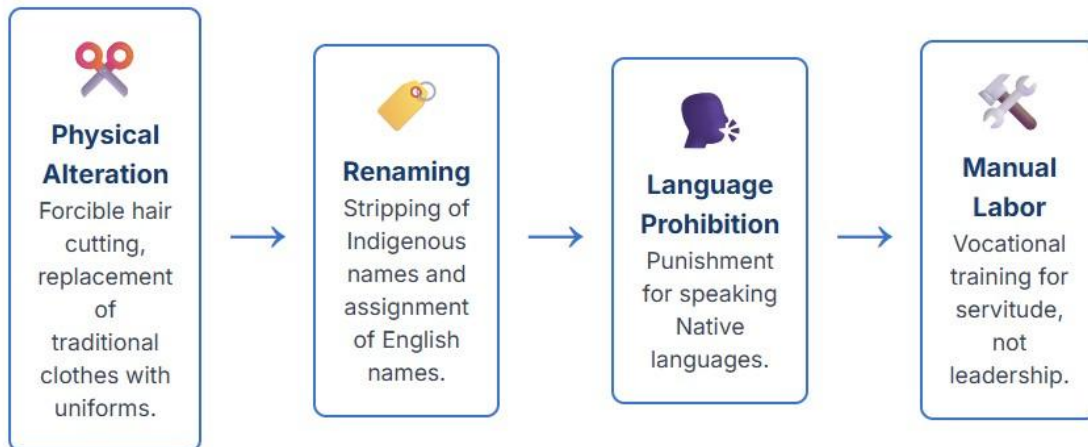 Physical
Alteration
Forcible hair
cutting,
replacement
of
traditional
clothes with
uniforms.
Renaming
Stripping of
Indigenous
names and
assignment
of English
names.
Language
Prohibition
Punishment
for speaking
Native
languages.
Manual
Labor
Vocational
training for
servitude,
not
leadership.